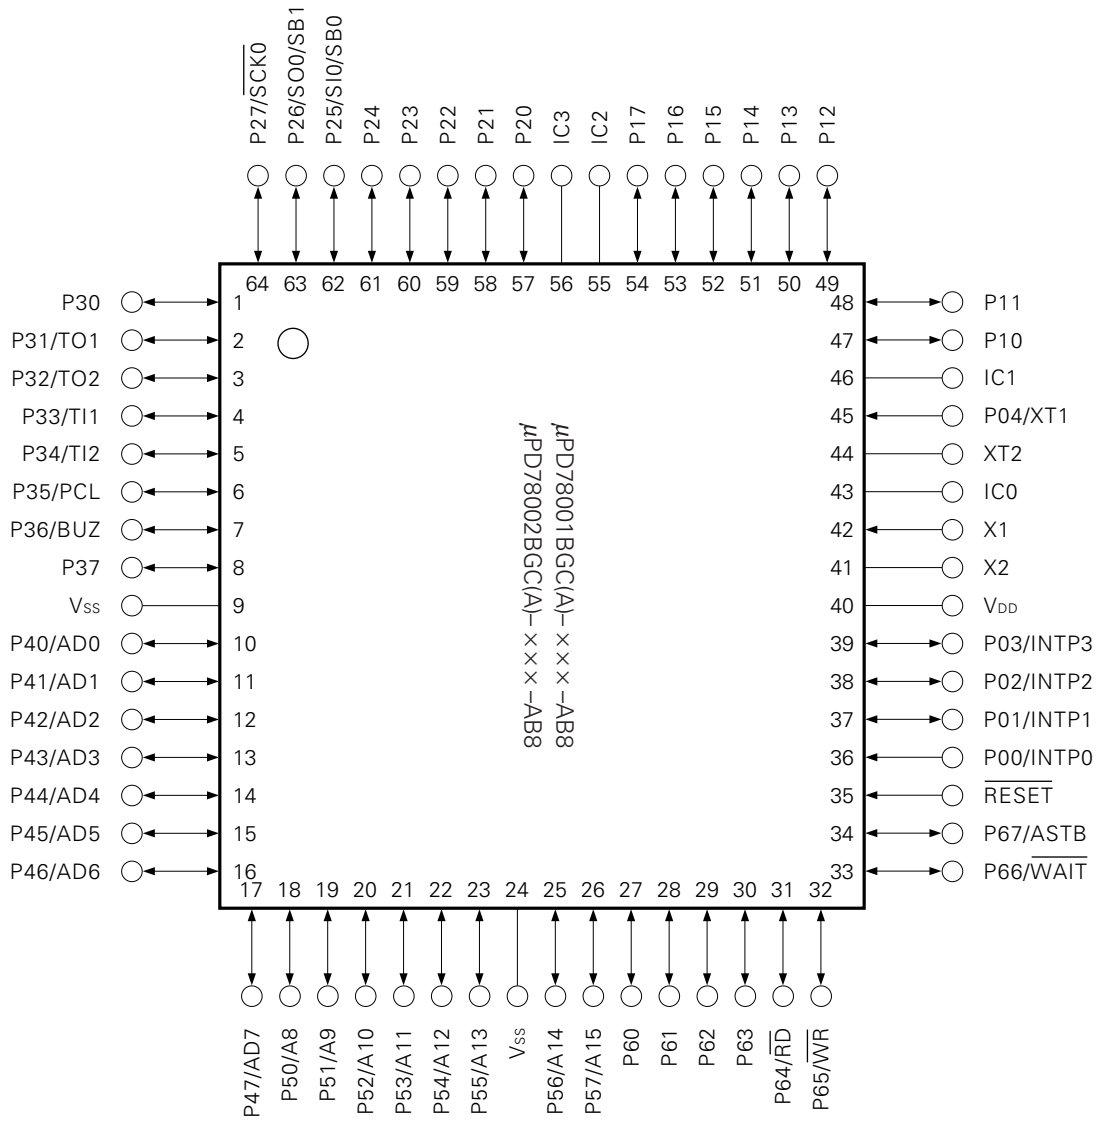 P27/SCK0
P26/SO0/SB1
P25/SI0/SB0
P24
P23
P22
P21
P20
IC3
IC2
P17
P16
P15
P14
P13
P12
64 63 62 61 60 59 58 57 56 55 54 53 52 51 50 49
P30 1
P31/TO1 2
P32/TO2 3
P33/TI1 4
P34/TI2 5
P35/PCL 6
P36/BUZ 7
P37 8
Vss 9
P40/AD0 10
P41/AD1 11
P42/AD2 12
P43/AD3 13
P44/AD4 14
P45/AD5 15
P46/AD6 16
μPD78001BGC(A)-×××-AB8
μPD78002BGC(A)-×××-AB8
48 P11
47 P10
46 IC1
45 P04/XT1
44 XT2
43 IC0
42 X1
41 X2
40 VDD
39 P03/INTP3
38 P02/INTP2
37 P01/INTP1
36 P00/INTP0
35 RESET
34 P67/ASTB
33 P66/WAIT
17 18 19 20 21 22 23 24 25 26 27 28 29 30 31 32
P47/AD7
P50/A8
P51/A9
P52/A10
P53/A11
P54/A12
P55/A13
Vss
P56/A14
P57/A15
P60
P61
P62
P63
P64/RD
P65/WR